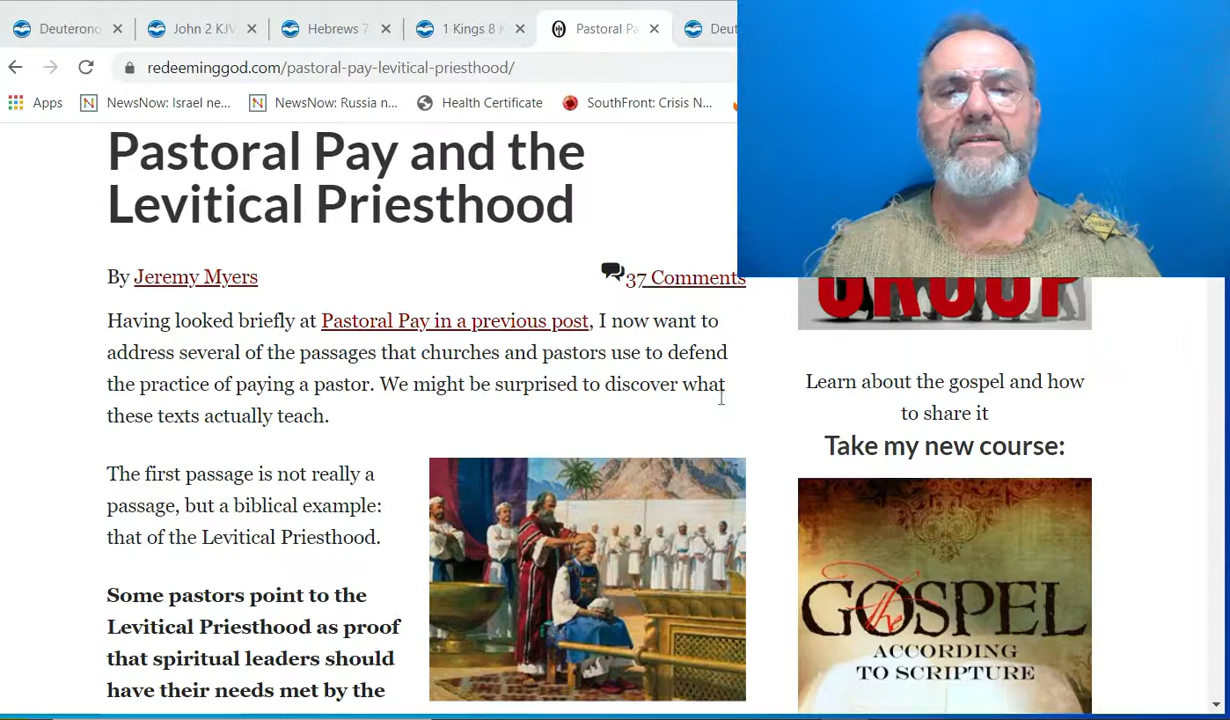 Deuteronc
John 2 KJV
Hebrews 7
1 Kings 8 K
Pastoral Pa
Deut
redeeminggod.com/pastoral-pay-levitical-priesthood/
Apps
NewsNow: Israel ne...
NewsNow: Russia n...
Health Certificate
SouthFront: Crisis N...
Pastoral Pay and the
Levitical Priesthood
By Jeremy Myers
37 Comments
Having looked briefly at Pastoral Pay in a previous post, I now want to
address several of the passages that churches and pastors use to defend
the practice of paying a pastor. We might be surprised to discover what
these texts actually teach.
The first passage is not really a
passage, but a biblical example:
that of the Levitical Priesthood.
Some pastors point to the
Levitical Priesthood as proof
that spiritual leaders should
have their needs met by the
GROUP
Learn about the gospel and how
to share it
Take my new course:
The GOSPEL
ACCORDING
TO SCRIPTURE